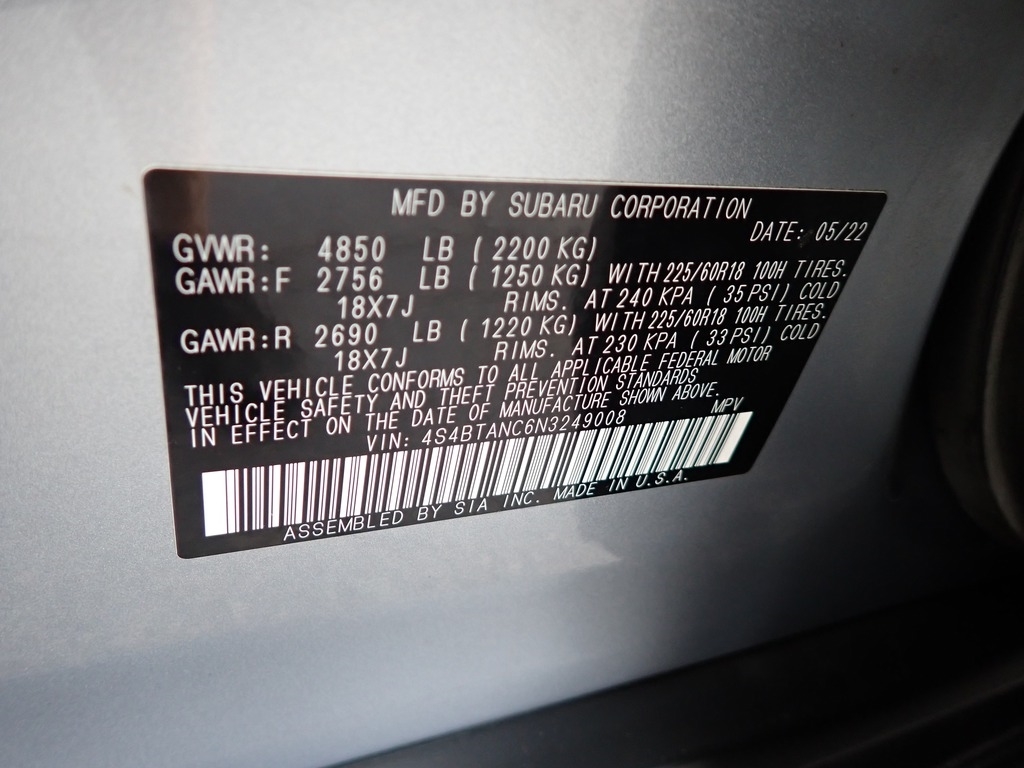 MFD BY SUBARU CORPORATION
DATE: 05/22
GVWR: 4850 LB (2200 KG)
GAWR:F 2756 LB (1250 KG) WITH 225/60R18 100H TIRES.
18X7J RIMS. AT 240 KPA (35 PSI) COLD
GAWR:R 2690 LB (1220 KG) WITH 225/60R18 100H TIRES.
18X7J RIMS. AT 230 KPA (33 PSI) COLD
THIS VEHICLE CONFORMS TO ALL APPLICABLE FEDERAL MOTOR
VEHICLE SAFETY AND THEFT PREVENTION STANDARDS
IN EFFECT ON THE DATE OF MANUFACTURE SHOWN ABOVE.
VIN: 4S4BTANC6N3249008 MPV
ASSEMBLED BY SIA INC. MADE IN U.S.A.